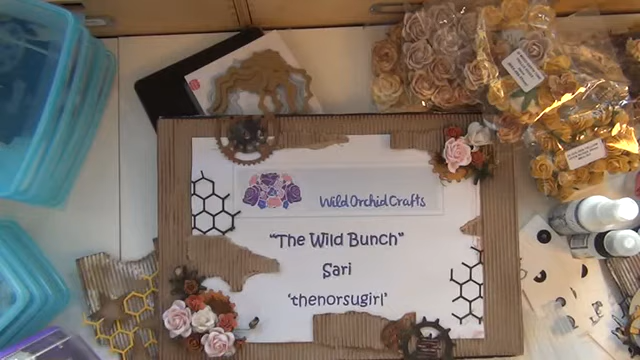 Wild Orchid Crafts
"The Wild Bunch"
Sari
'thenorsugirl'